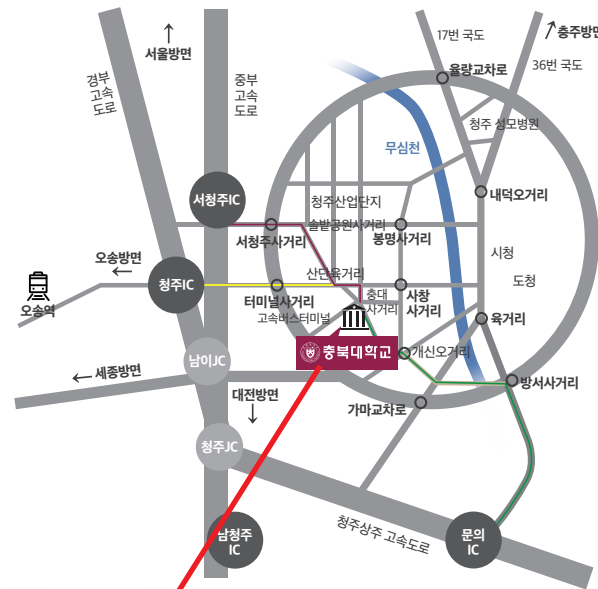 17번 국도
충주방면
서울방면
36번 국도
율량교차로
경부
고속
도로
중부
고속
도로
청주 성모병원
무심천
서청주IC
내덕오거리
청주산업단지
솔밭공원사거리
서청주사거리
봉명사거리
시청
오송방면
산단육거리
도청
청주IC
오송역
터미널사거리
충대
사거리
사창
사거리
고속버스터미널
육거리
충북대학교
개신오거리
남이JC
세종방면
방서사거리
대전방면
가마교차로
청주JC
청주상주 고속도로
남청주
IC
문의
IC